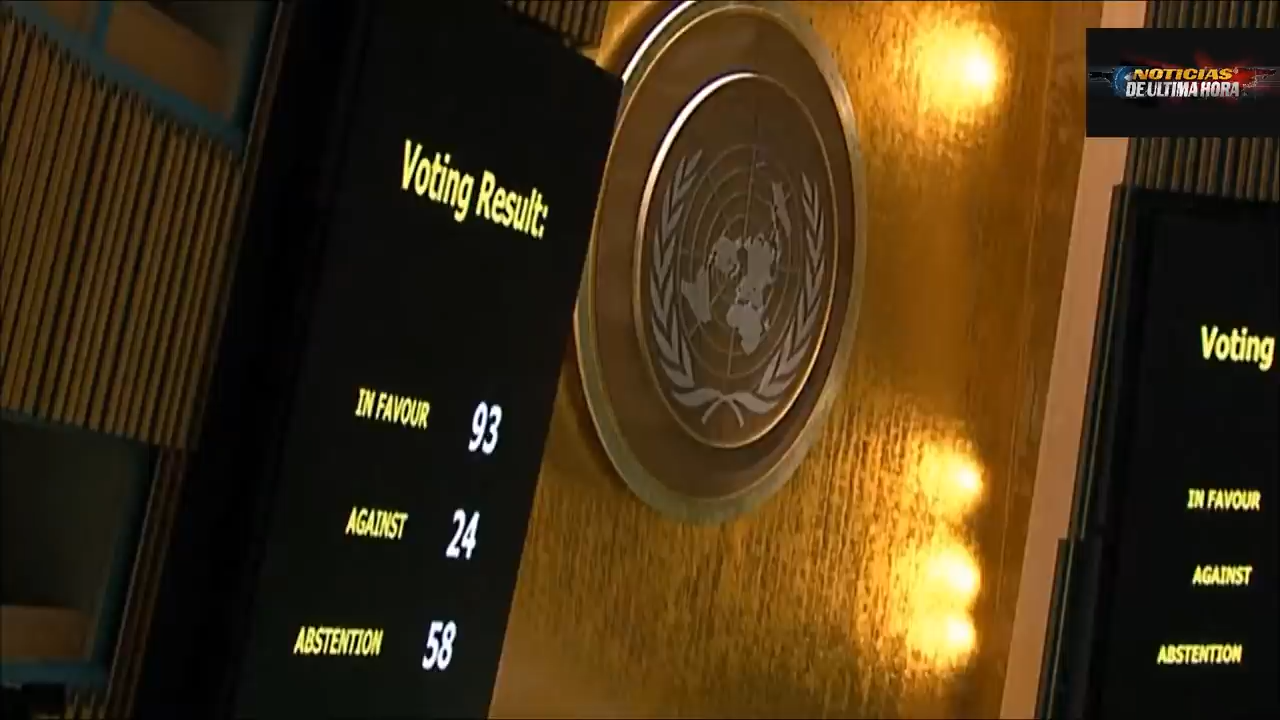 NOTICIAS
DE ULTIMA HORA
Voting Result:
IN FAVOUR 93
AGAINST 24
ABSTENTION 58
Voting
IN FAVOUR
AGAINST
ABSTENTION